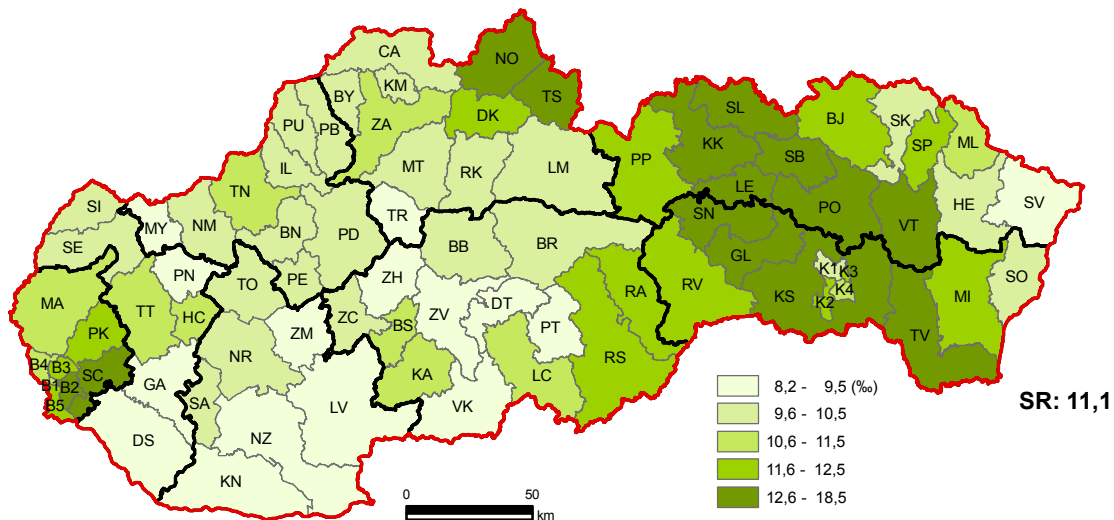 CA
NO
KM
BY
TS
PU
PB
ZA
DK
SL
BJ
SK
IL
MT
RK
LM
PP
KK
SB
SP
ML
TN
LE
SI
MY
NM
BN
PD
TR
BB
BR
SN
PO
VT
HE
SV
SE
PN
TO
PE
ZH
GL
K1
K3
SO
MA
TT
HC
ZM
ZC
BS
ZV
DT
RA
RV
KS
K4
K2
MI
PK
NR
PT
TV
B4
B3
SC
B1
B2
GA
SA
KA
LC
RS
B5
DS
NZ
LV
VK
KN
8,2 - 9,5 (‰)
9,6 - 10,5
10,6 - 11,5
11,6 - 12,5
12,6 - 18,5
SR: 11,1
0 50
km